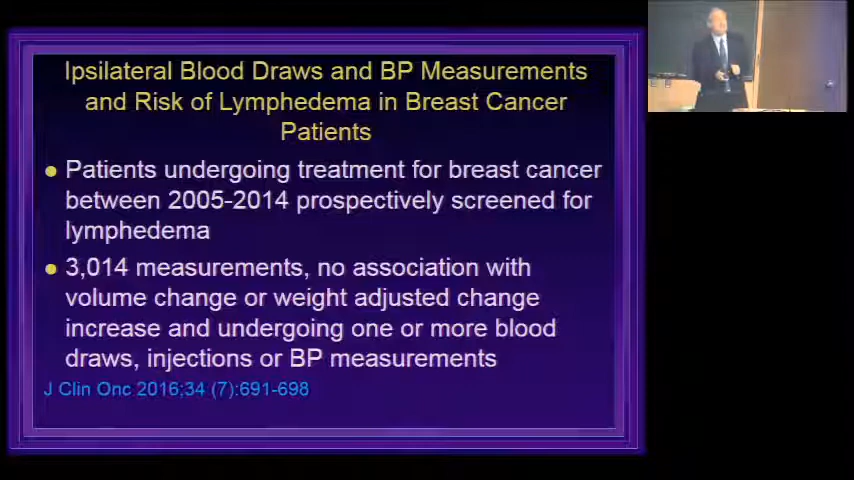 Ipsilateral Blood Draws and BP Measurements
and Risk of Lymphedema in Breast Cancer
Patients
Patients undergoing treatment for breast cancer
between 2005-2014 prospectively screened for
lymphedema
3,014 measurements, no association with
volume change or weight adjusted change
increase and undergoing one or more blood
draws, injections or BP measurements
J Clin Onc 2016;34 (7):691-698